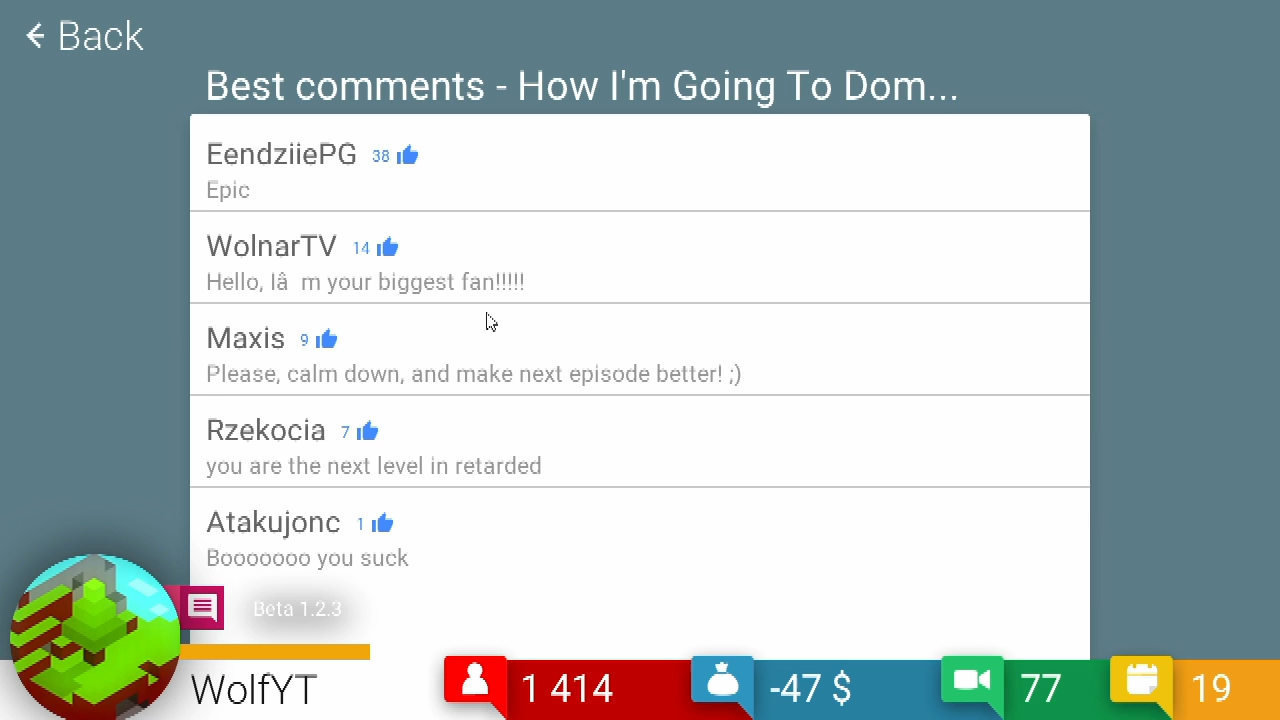 Back
Best comments - How I'm Going To Dom...
EendziiePG 38
Epic
WolnarTV 14
Hello, Iâ m your biggest fan!!!!!
Maxis 9
Please, calm down, and make next episode better! ;)
Rzekocia 7
you are the next level in retarded
Atakujonc 1
Booooooo you suck
Beta 1.2.3
WolfYT 1 414 -47 $ 77 19